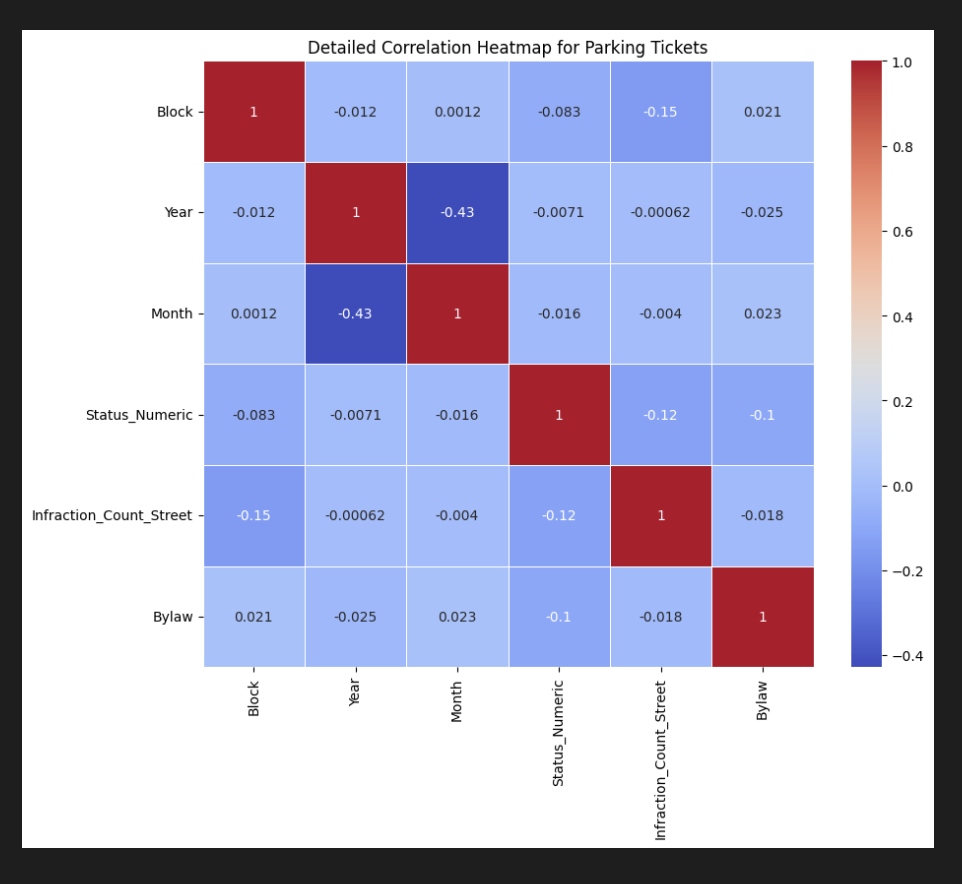 Detailed Correlation Heatmap for Parking Tickets
Block 1 -0.012 0.0012 -0.083 -0.15 0.021
Year -0.012 1 -0.43 -0.0071 -0.00062 -0.025
Month 0.0012 -0.43 1 -0.016 -0.004 0.023
Status_Numeric -0.083 -0.0071 -0.016 1 -0.12 -0.1
Infraction_Count_Street -0.15 -0.00062 -0.004 -0.12 1 -0.018
Bylaw 0.021 -0.025 0.023 -0.1 -0.018 1
Block
Year
Month
Status_Numeric
Infraction_Count_Street
Bylaw
1.0
0.8
0.6
0.4
0.2
0.0
−0.2
−0.4